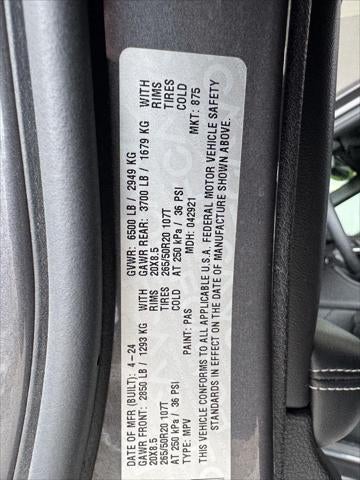 DATE OF MFR (BUILT): 4-24 GVWR: 6500 LB / 2949 KG
GAWR FRONT: 2850 LB / 1293 KG WITH GAWR REAR: 3700 LB / 1679 KG WITH
20X8.5 RIMS 20X8.5 RIMS
265/50R20 107T TIRES 265/50R20 107T TIRES
AT 250 kPa / 36 PSI COLD AT 250 kPa / 36 PSI COLD
TYPE: MPV PAINT: PAS MDH: 042921 MKT: 875
THIS VEHICLE CONFORMS TO ALL APPLICABLE U.S.A. FEDERAL MOTOR VEHICLE SAFETY
STANDARDS IN EFFECT ON THE DATE OF MANUFACTURE SHOWN ABOVE.